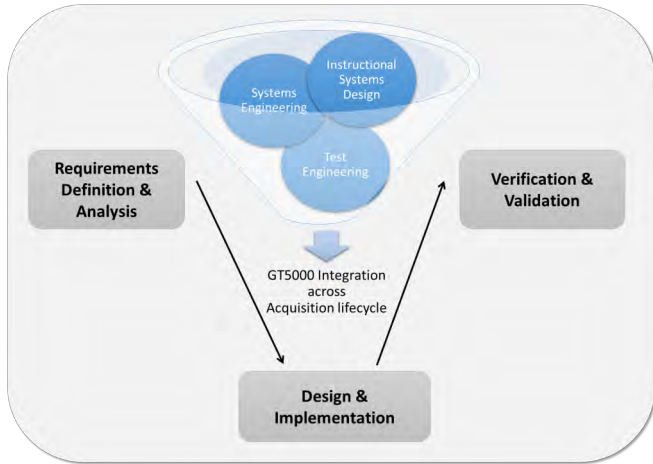 Instructional
Systems
Design
Systems
Engineering
Test
Engineering
Requirements
Definition &
Analysis
Verification &
Validation
GT5000 Integration
across
Acquisition lifecycle
Design &
Implementation